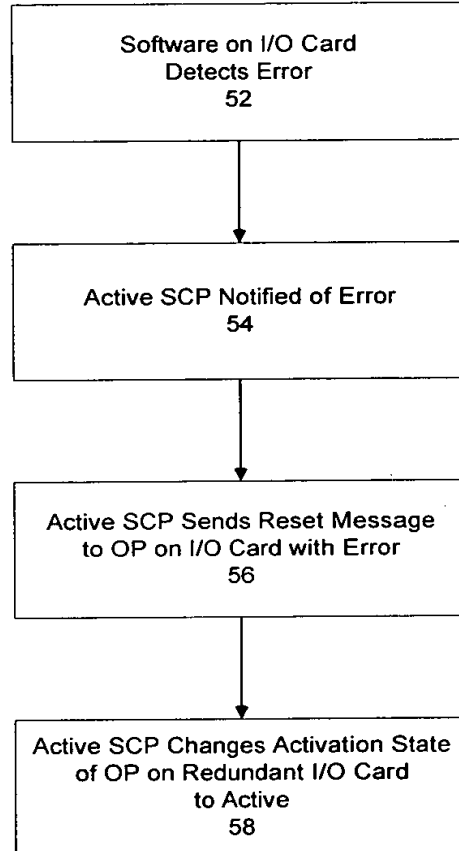 Software on I/O Card
Detects Error
52
Active SCP Notified of Error
54
Active SCP Sends Reset Message
to OP on I/O Card with Error
56
Active SCP Changes Activation State
of OP on Redundant I/O Card
to Active
58